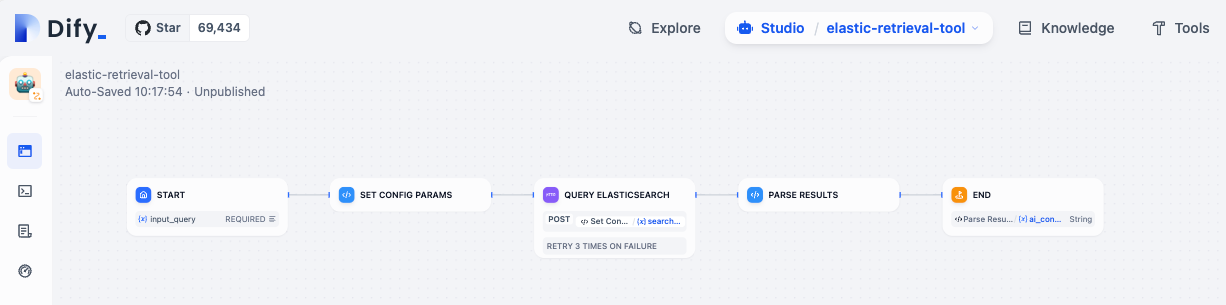 Dify_ Star 69,434 Explore Studio / elastic-retrieval-tool Knowledge Tools
elastic-retrieval-tool
Auto-Saved 10:17:54 · Unpublished
START
{x} input_query REQUIRED
SET CONFIG PARAMS
QUERY ELASTICSEARCH
POST Set Con... / {x} search...
RETRY 3 TIMES ON FAILURE
PARSE RESULTS
END
Parse Resu... / {x} ai_con... String